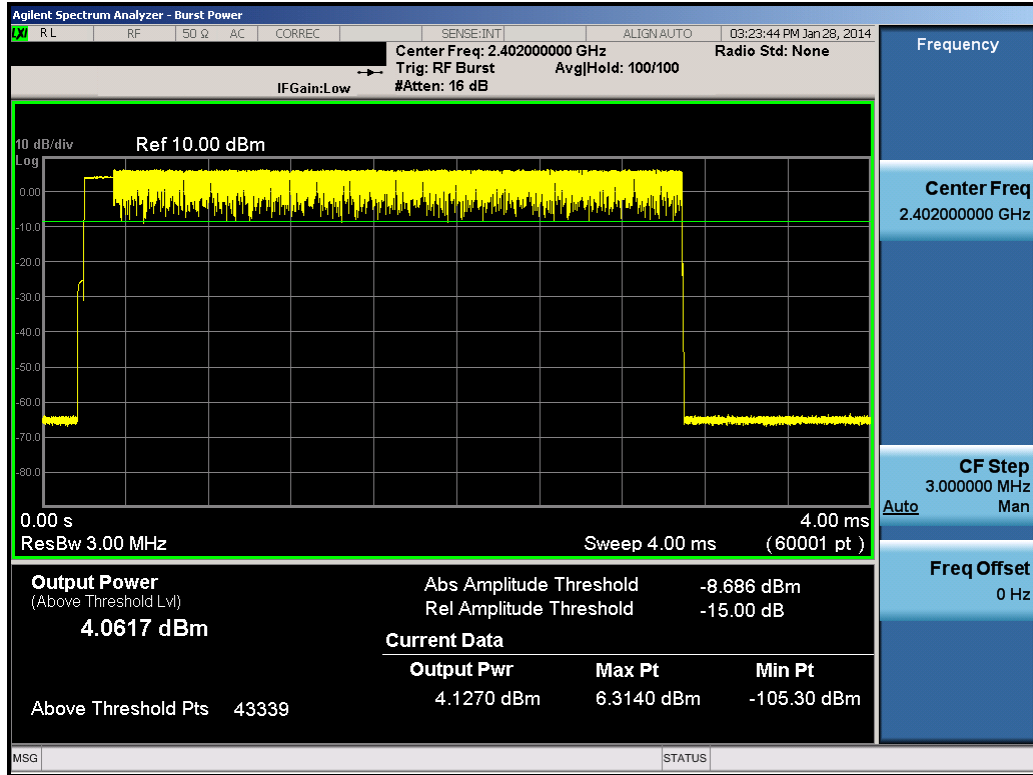 Agilent Spectrum Analyzer - Burst Power
LXI RL RF 50 Ω AC CORREC SENSE:INT ALIGN AUTO 03:23:44 PM Jan 28, 2014
Center Freq: 2.402000000 GHz Radio Std: None
Trig: RF Burst Avg|Hold: 100/100
IFGain:Low #Atten: 16 dB
Frequency
10 dB/div Ref 10.00 dBm
Log
0.00
-10.0
-20.0
-30.0
-40.0
-50.0
-60.0
-70.0
-80.0
0.00 s 4.00 ms
ResBw 3.00 MHz Sweep 4.00 ms (60001 pt)
Center Freq
2.402000000 GHz
CF Step
3.000000 MHz
Auto Man
Freq Offset
0 Hz
Output Power
(Above Threshold Lvl)
4.0617 dBm
Above Threshold Pts 43339
Abs Amplitude Threshold -8.686 dBm
Rel Amplitude Threshold -15.00 dB
Current Data
Output Pwr Max Pt Min Pt
4.1270 dBm 6.3140 dBm -105.30 dBm
MSG STATUS